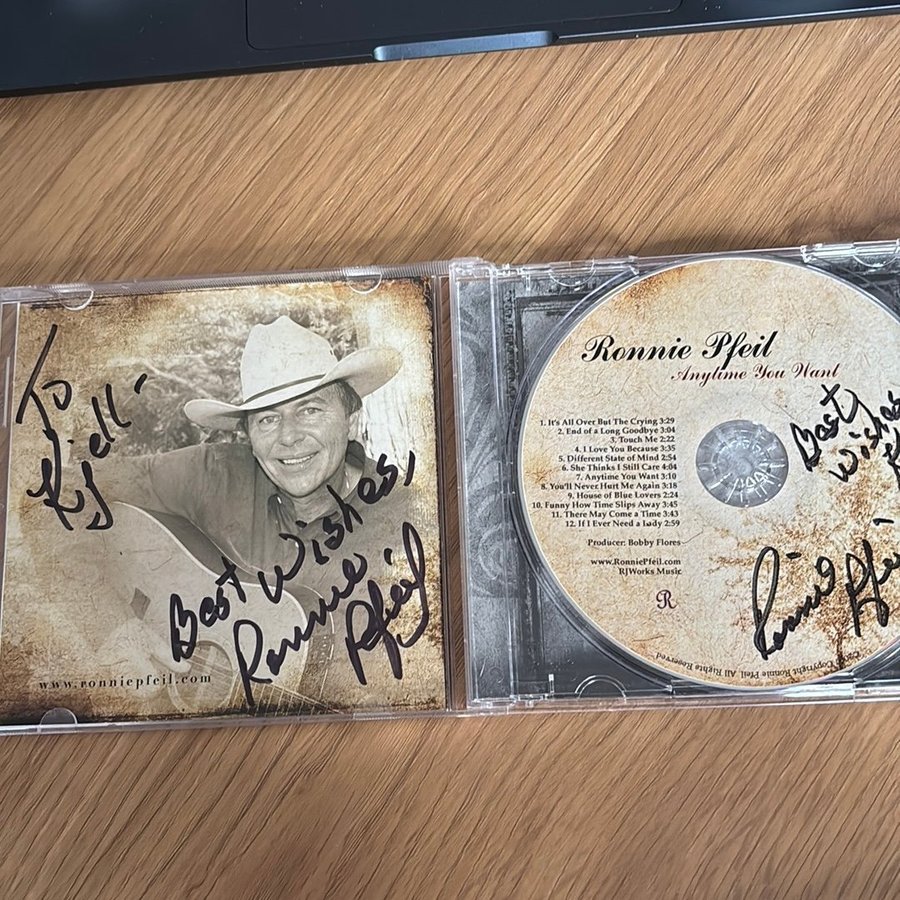 To
Kjell-
Best Wishes,
Ronnie
Pfeil
www.ronniepfeil.com
Ronnie Pfeil
Anytime You Want
1. It's All Over But The Crying 3:29
2. End of a Long Goodbye 3:04
3. Touch Me 2:22
4. I Love You Because 3:35
5. Different State of Mind 2:54
6. She Thinks I Still Care 4:04
7. Anytime You Want 3:10
8. You'll Never Hurt Me Again 3:18
9. House of Blue Lovers 2:24
10. Funny How Time Slips Away 3:45
11. There May Come a Time 3:43
12. If I Ever Need a Lady 2:59
Producer: Bobby Flores
www.RonniePfeil.com
RJWorks Music
R
Best
Wishes
Ronnie Pfeil
Copyright Ronnie Pfeil. All Rights Reserved